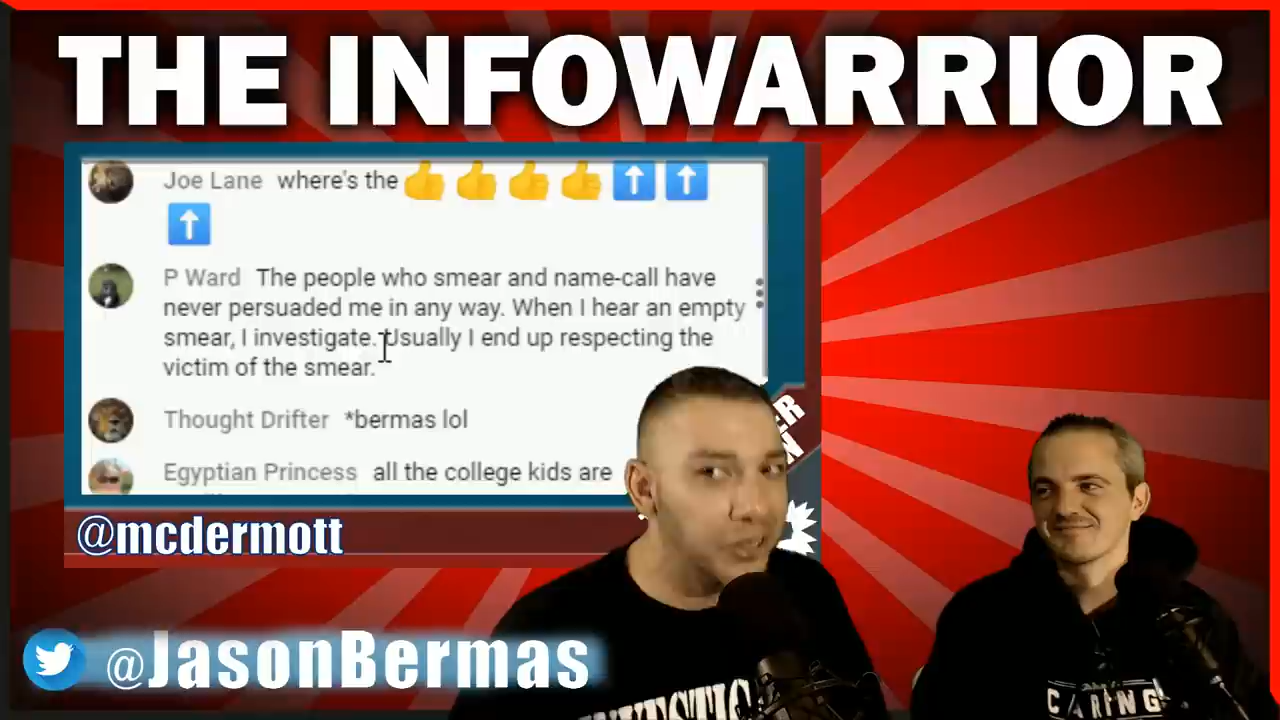 THE INFOWARRIOR
Joe Lane where's the 👍 👍 👍 👍 ⬆️ ⬆️
⬆️
P Ward The people who smear and name-call have
never persuaded me in any way. When I hear an empty
smear, I investigate. Usually I end up respecting the
victim of the smear.
Thought Drifter *bermas lol
Egyptian Princess all the college kids are
@mcdermott
@JasonBermas